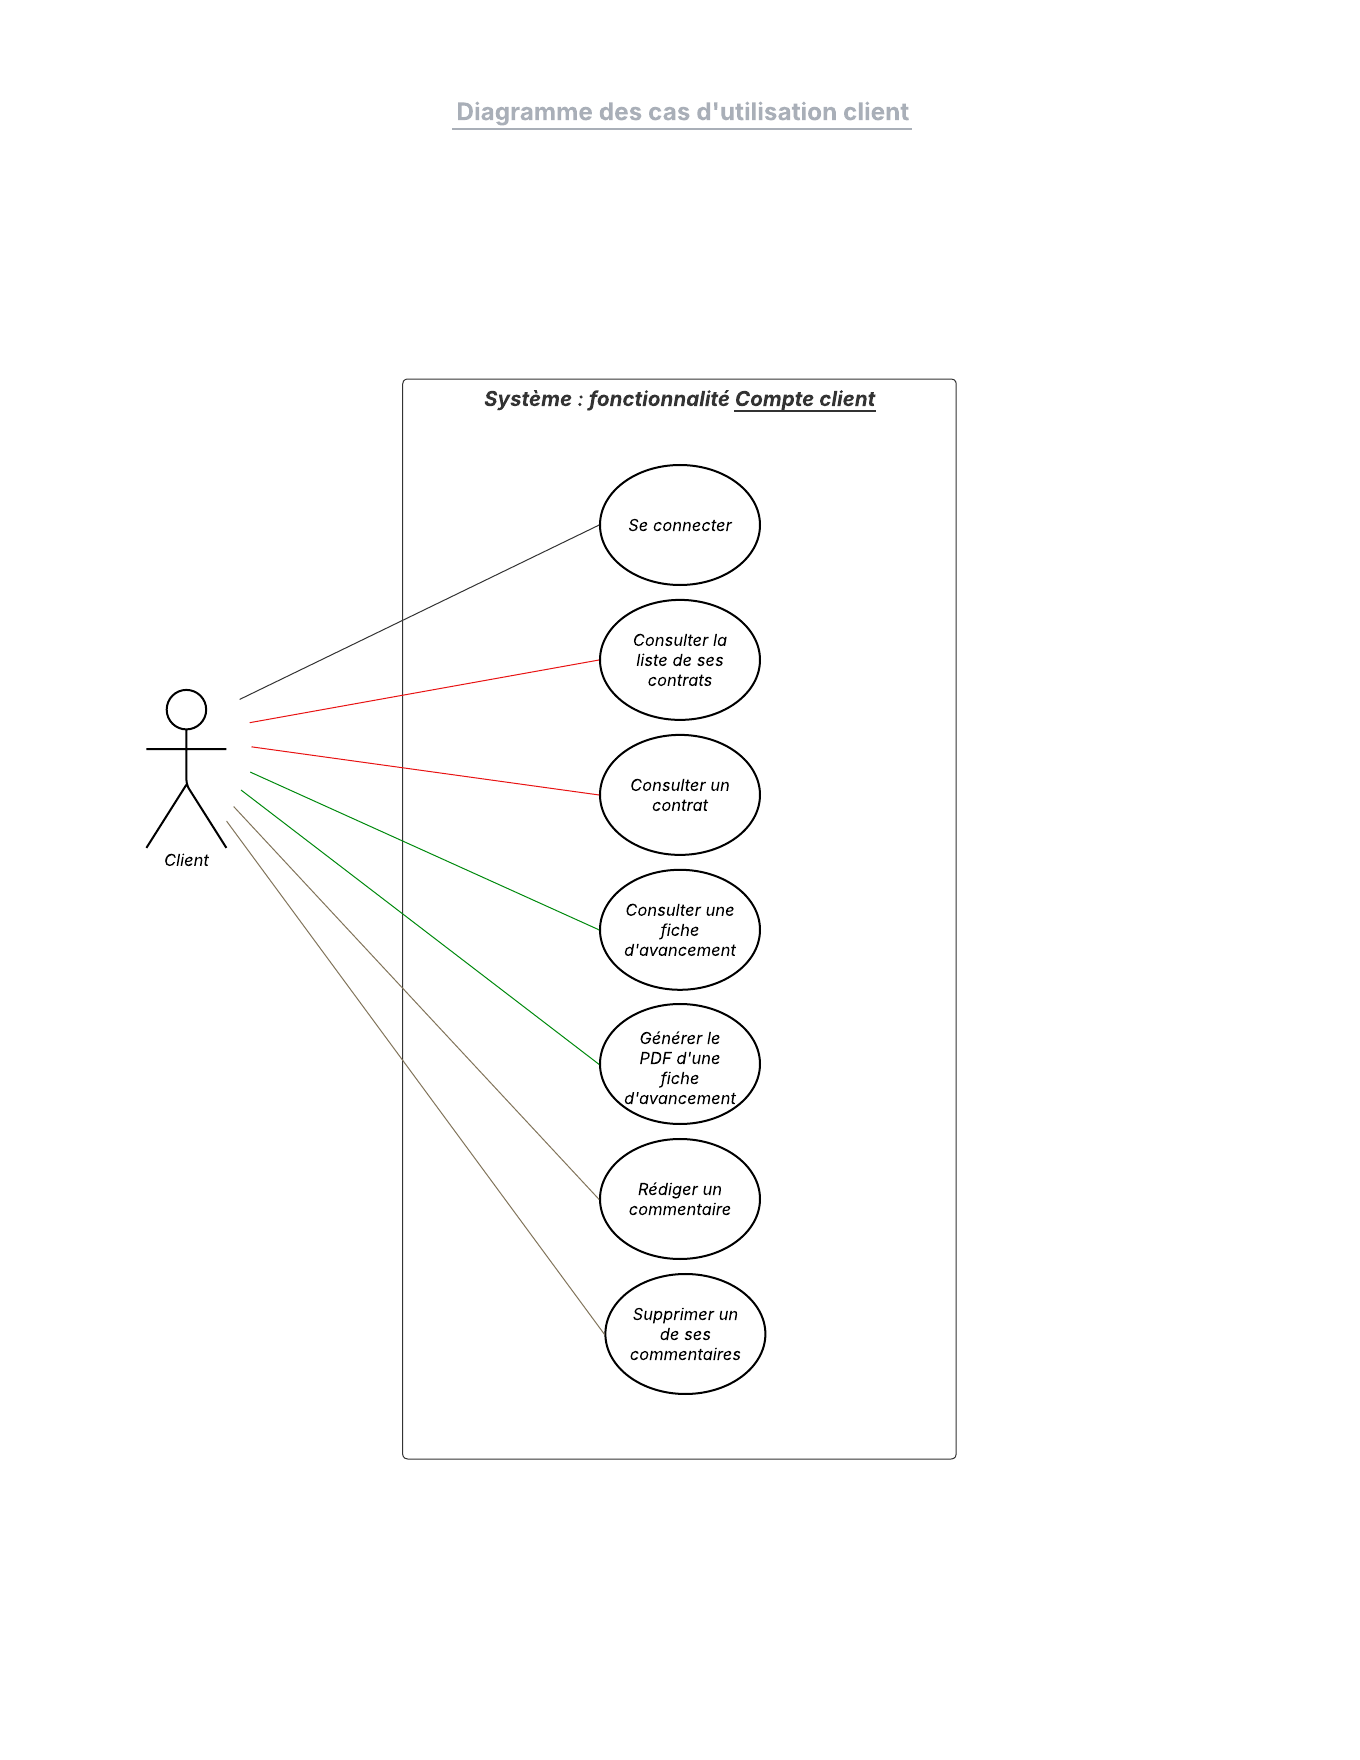 Diagramme des cas d'utilisation client
Système : fonctionnalité Compte client
Se connecter
Consulter la
liste de ses
contrats
Consulter un
contrat
Client
Consulter une
fiche
d'avancement
Générer le
PDF d'une
fiche
d'avancement
Rédiger un
commentaire
Supprimer un
de ses
commentaires